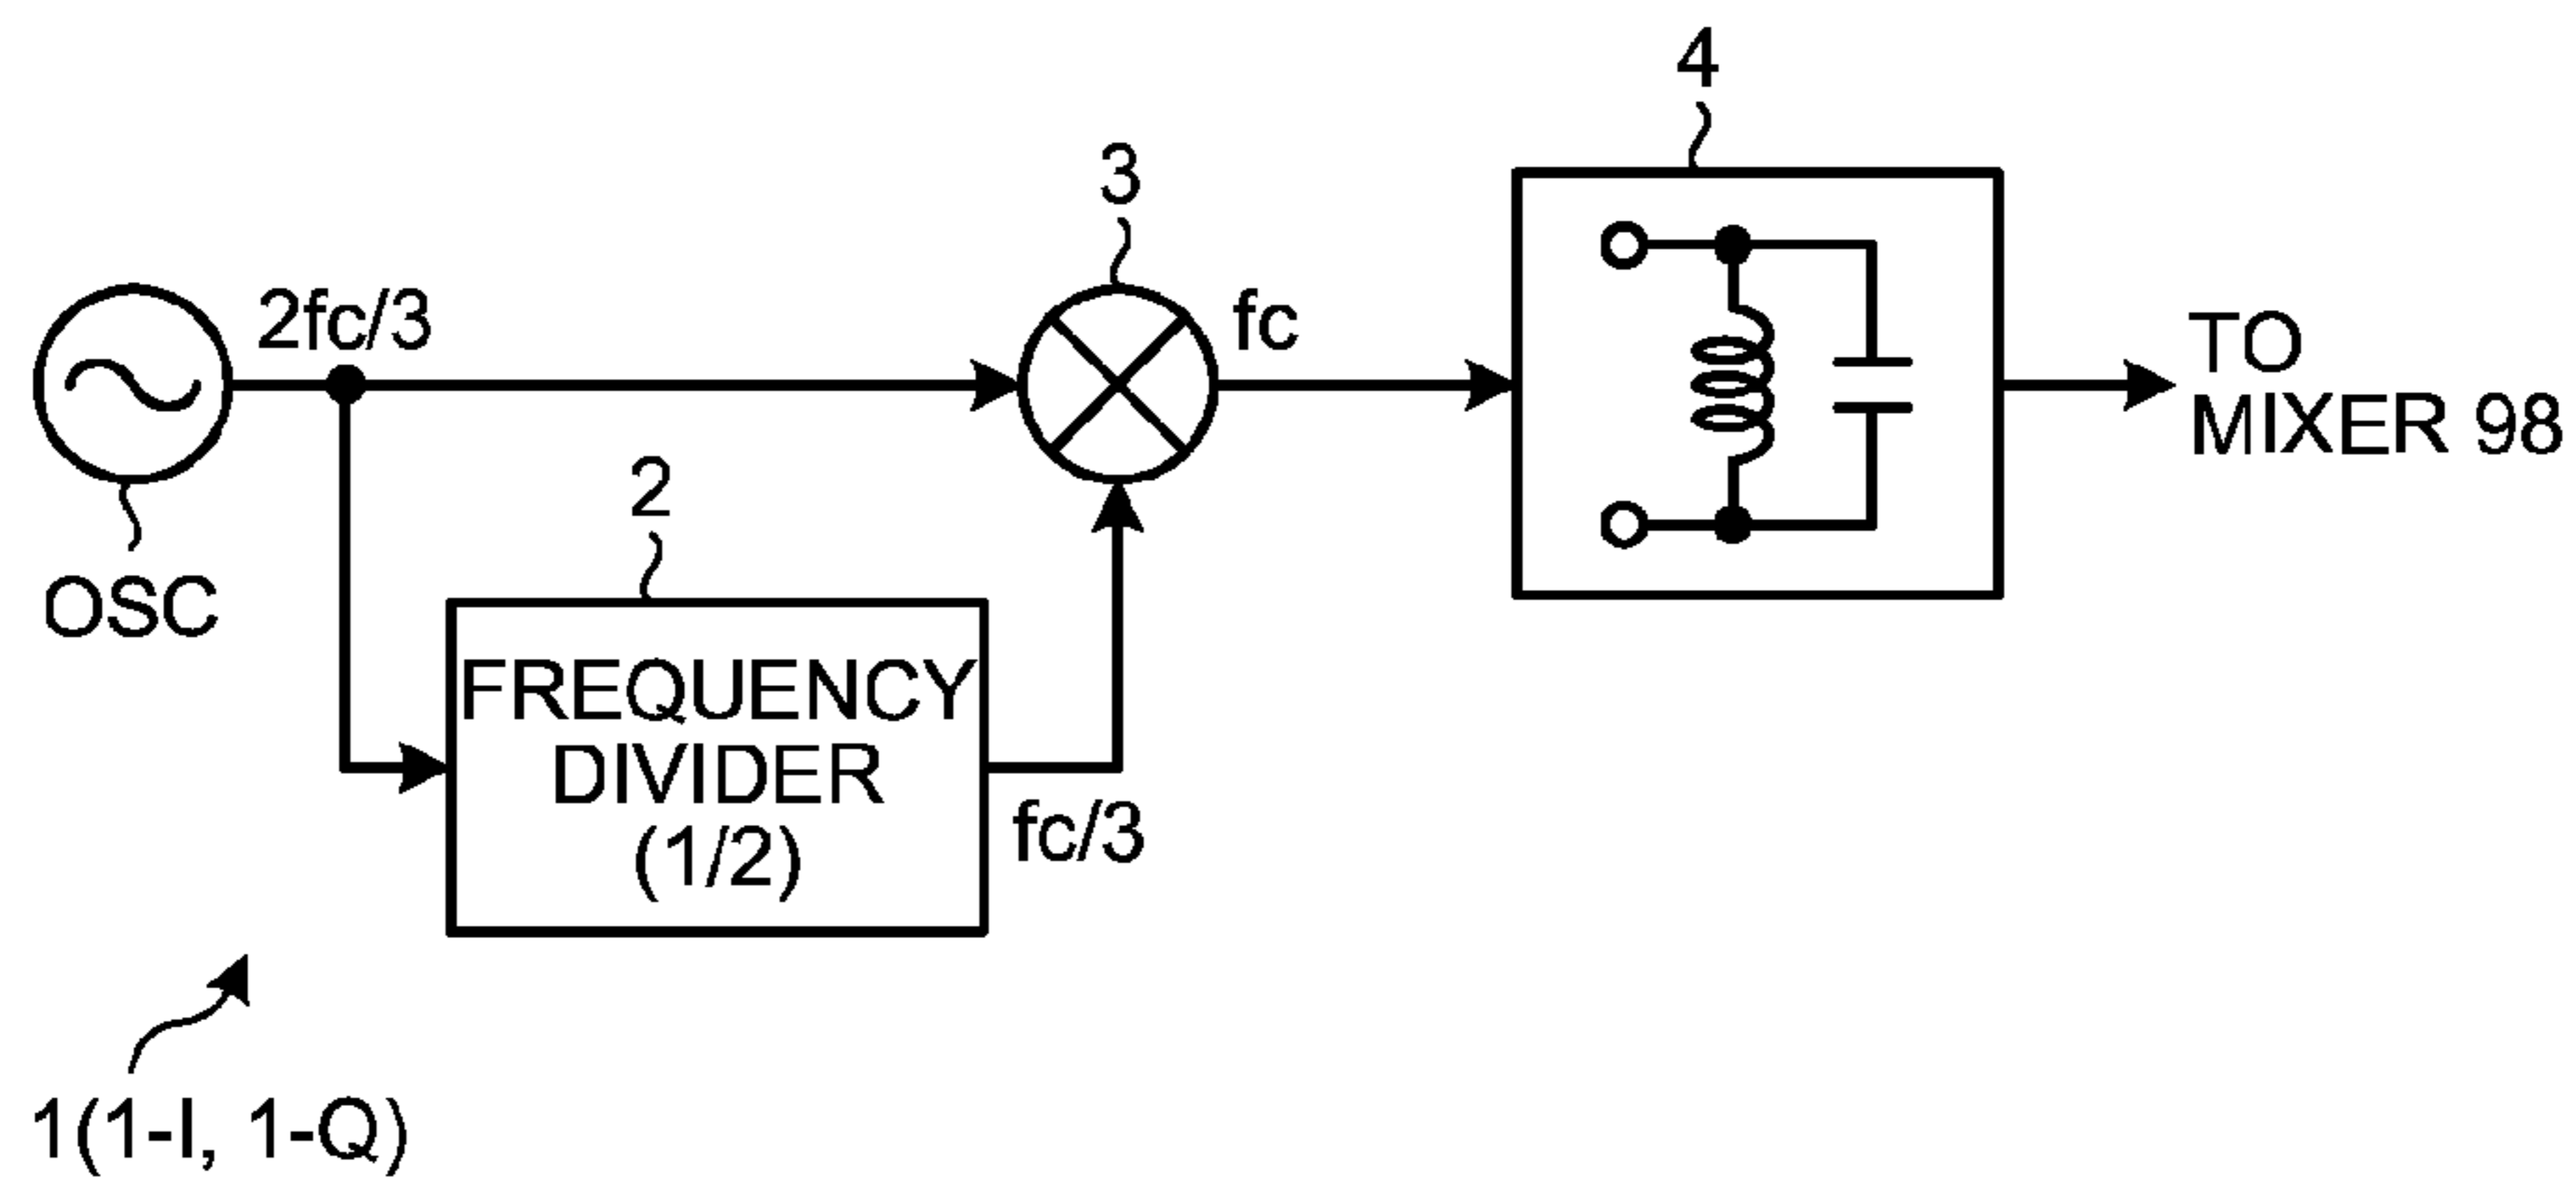 4
3
2fc/3
fc
TO
MIXER 98
2
OSC
FREQUENCY
DIVIDER
(1/2)
fc/3
1(1-I, 1-Q)